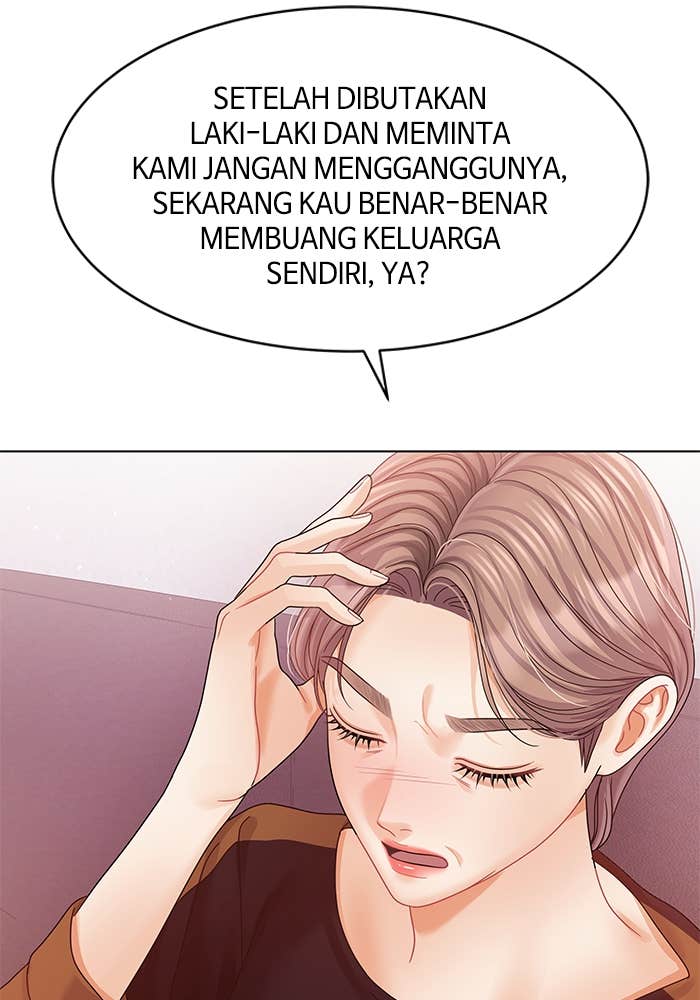 SETELAH DIBUTAKAN
LAKI-LAKI DAN MEMINTA
KAMI JANGAN MENGGANGGUNYA,
SEKARANG KAU BENAR-BENAR
MEMBUANG KELUARGA
SENDIRI, YA?